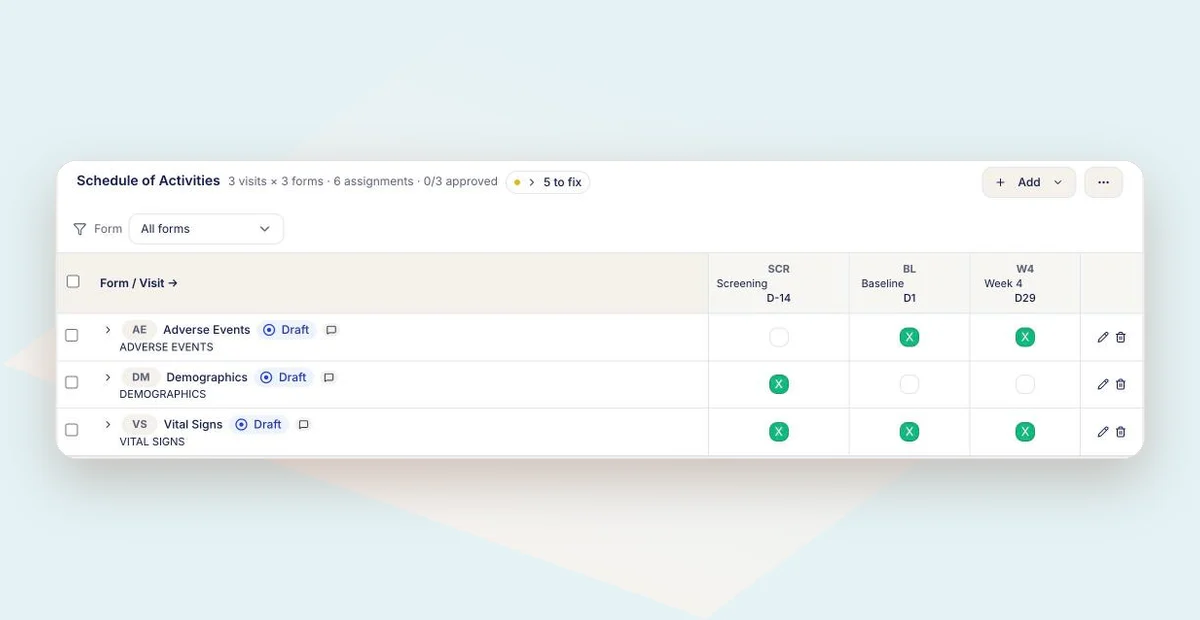 Schedule of Activities 3 visits × 3 forms · 6 assignments · 0/3 approved 5 to fix + Add ...
Form All forms
Form / Visit →
SCR
Screening
D-14
BL
Baseline
D1
W4
Week 4
D29
AE Adverse Events Draft X X
ADVERSE EVENTS
DM Demographics Draft X
DEMOGRAPHICS
VS Vital Signs Draft X X X
VITAL SIGNS